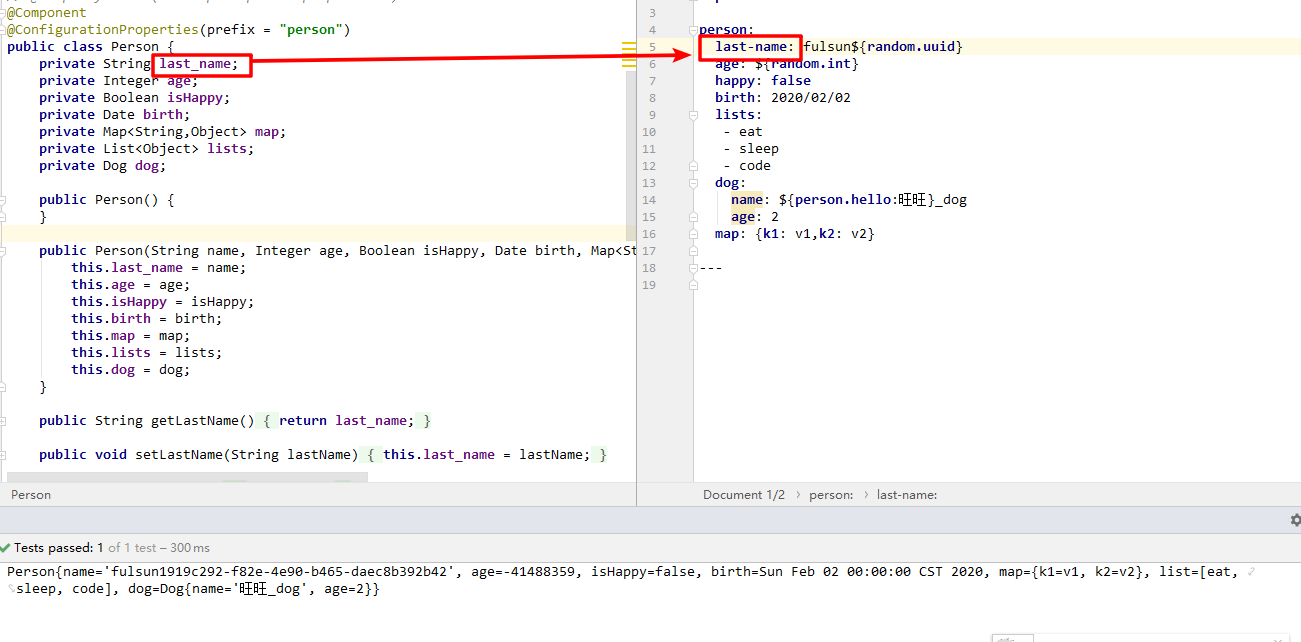 @Component
@ConfigurationProperties(prefix = "person")
public class Person {
private String last_name;
private Integer age;
private Boolean isHappy;
private Date birth;
private Map<String,Object> map;
private List<Object> lists;
private Dog dog;
public Person() {
}
public Person(String name, Integer age, Boolean isHappy, Date birth, Map<St
this.last_name = name;
this.age = age;
this.isHappy = isHappy;
this.birth = birth;
this.map = map;
this.lists = lists;
this.dog = dog;
}
public String getLastName() { return last_name; }
public void setLastName(String lastName) { this.last_name = lastName; }
Person
3
4 person:
5 last-name: fulsun${random.uuid}
6 age: ${random.int}
7 happy: false
8 birth: 2020/02/02
9 lists:
10 - eat
11 - sleep
12 - code
13 dog:
14 name: ${person.hello:旺旺}_dog
15 age: 2
16 map: {k1: v1,k2: v2}
17
18 ---
19
Document 1/2 › person: › last-name:
Tests passed: 1 of 1 test – 300 ms
Person{name='fulsun1919c292-f82e-4e90-b465-daec8b392b42', age=-41488359, isHappy=false, birth=Sun Feb 02 00:00:00 CST 2020, map={k1=v1, k2=v2}, list=[eat,
sleep, code], dog=Dog{name='旺旺_dog', age=2}}